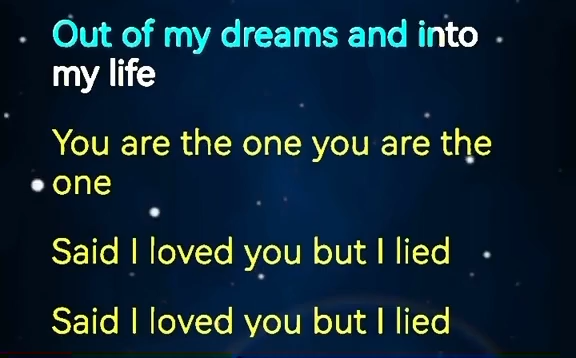 Out of my dreams and into
my life
You are the one you are the
one
Said I loved you but I lied
Said I loved you but I lied